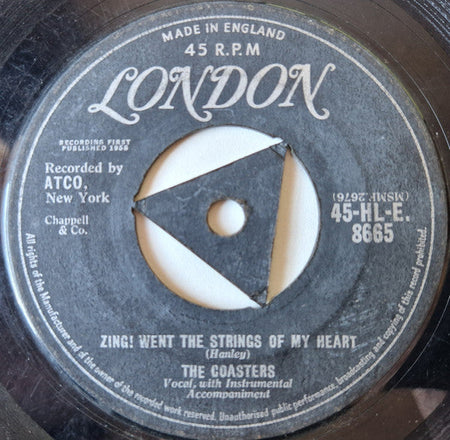 MADE IN ENGLAND
45 R.P.M
LONDON
RECORDING FIRST
PUBLISHED 1958
Recorded by
ATCO,
New York
Chappell
& Co.
45-HL-E.
8665
(MSMF.2676)
ZING! WENT THE STRINGS OF MY HEART
(Hanley)
THE COASTERS
Vocal, with Instrumental
Accompaniment
All rights of the Manufacturer and of the owner of the recorded work reserved. Unauthorised public performance, broadcasting and copying of this record prohibited.